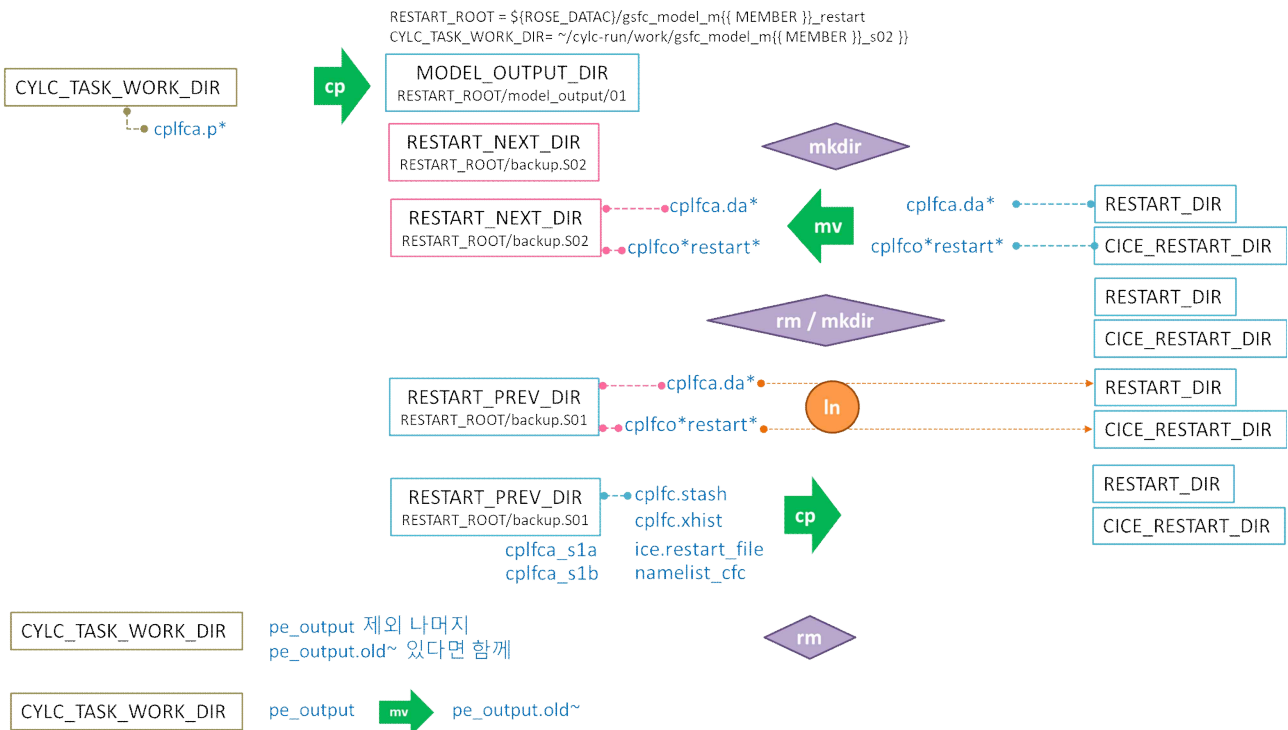 RESTART_ROOT = ${ROSE_DATAC}/gsfc_model_m{{ MEMBER }}_restart
CYLC_TASK_WORK_DIR= ~/cylc-run/work/gsfc_model_m{{ MEMBER }}_s02 }}
CYLC_TASK_WORK_DIR
cp
MODEL_OUTPUT_DIR
RESTART_ROOT/model_output/01
cplfca.p*
RESTART_NEXT_DIR
RESTART_ROOT/backup.S02
mkdir
RESTART_NEXT_DIR
RESTART_ROOT/backup.S02
cplfca.da*
cplfco*restart*
mv
cplfca.da*
cplfco*restart*
RESTART_DIR
CICE_RESTART_DIR
rm / mkdir
RESTART_DIR
CICE_RESTART_DIR
RESTART_PREV_DIR
RESTART_ROOT/backup.S01
cplfca.da*
cplfco*restart*
ln
RESTART_DIR
CICE_RESTART_DIR
RESTART_PREV_DIR
RESTART_ROOT/backup.S01
cplfc.stash
cplfc.xhist
cplfca_s1a ice.restart_file
cplfca_s1b namelist_cfc
cp
RESTART_DIR
CICE_RESTART_DIR
CYLC_TASK_WORK_DIR
pe_output 제외 나머지
pe_output.old~ 있다면 함께
rm
CYLC_TASK_WORK_DIR
pe_output
mv
pe_output.old~